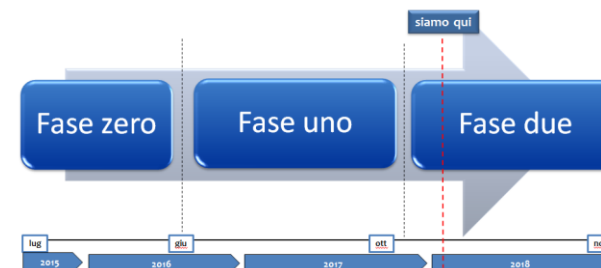 siamo qui
Fase zero
Fase uno
Fase due
lug
giu
ott
2015
2016
2017
2018